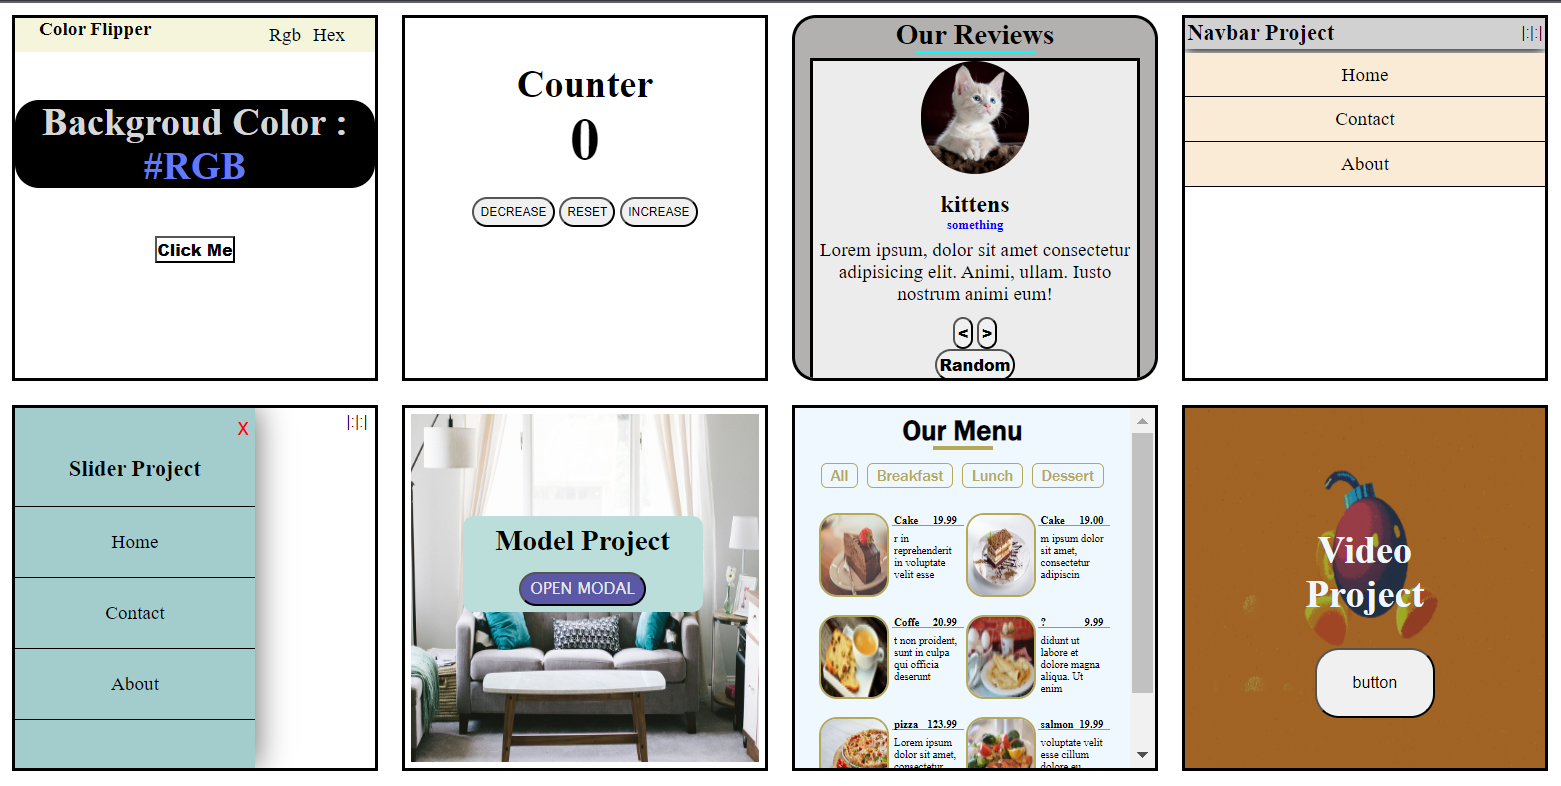 Color Flipper
Rgb Hex
Backgroud Color :
#RGB
Click Me
Counter
0
DECREASE RESET INCREASE
Our Reviews
kittens
something
Lorem ipsum, dolor sit amet consectetur
adipisicing elit. Animi, ullam. Iusto
nostrum animi eum!
< >
Random
Navbar Project |:|:|
Home
Contact
About
|:|:|
X
Slider Project
Home
Contact
About
Model Project
OPEN MODAL
Our Menu
All Breakfast Lunch Dessert
Cake 19.99
r in
reprehenderit
in voluptate
velit esse
Cake 19.00
m ipsum dolor
sit amet,
consectetur
adipiscin
Coffe 20.99
t non proident,
sunt in culpa
qui officia
deserunt
? 9.99
didunt ut
labore et
dolore magna
aliqua. Ut
enim
pizza 123.99
Lorem ipsum
dolor sit amet,
consectetur
salmon 19.99
voluptate velit
esse cillum
dolore eu
Video
Project
button